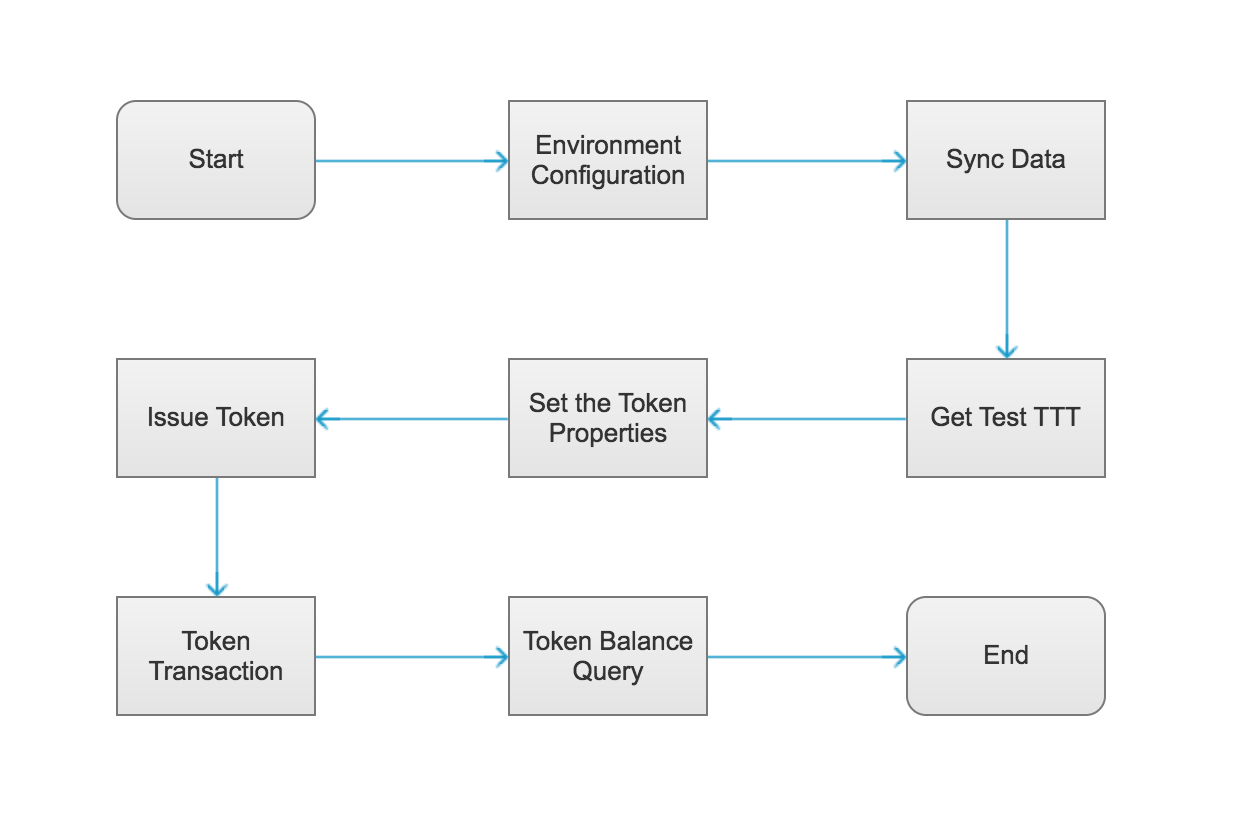 Start
Environment
Configuration
Sync Data
Get Test TTT
Set the Token
Properties
Issue Token
Token
Transaction
Token Balance
Query
End